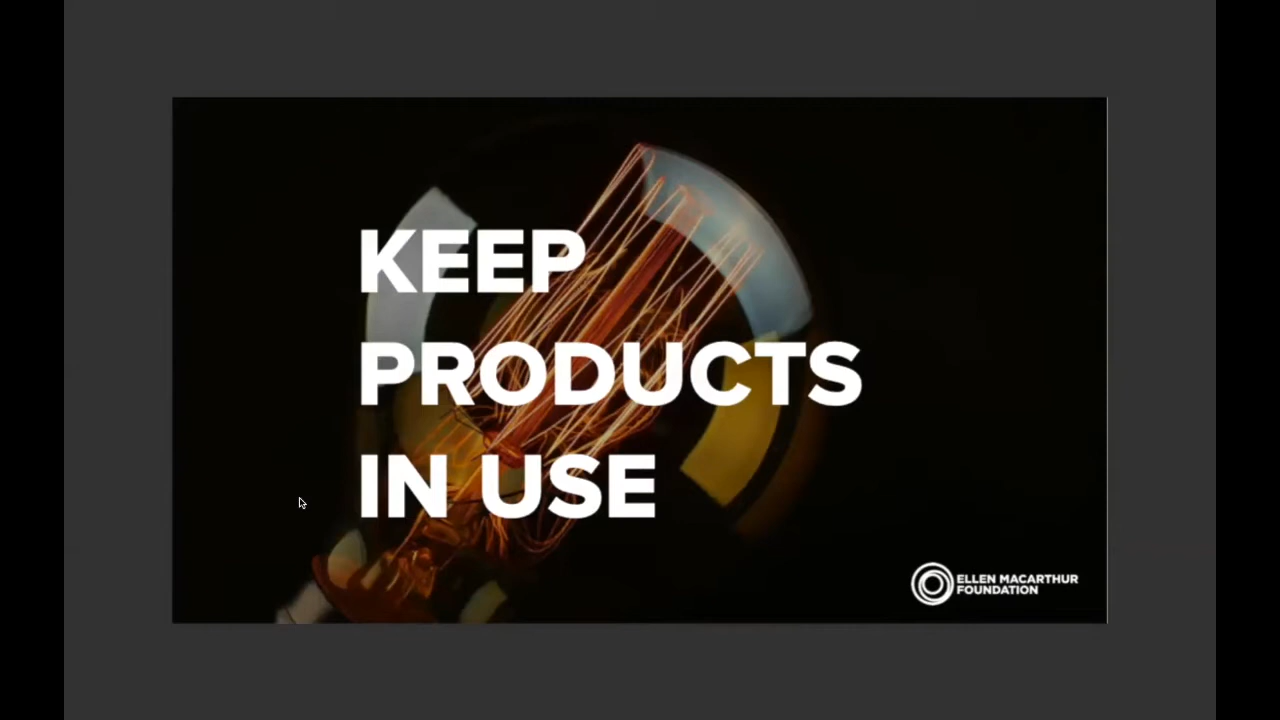 KEEP
PRODUCTS
IN USE
ELLEN MACARTHUR
FOUNDATION